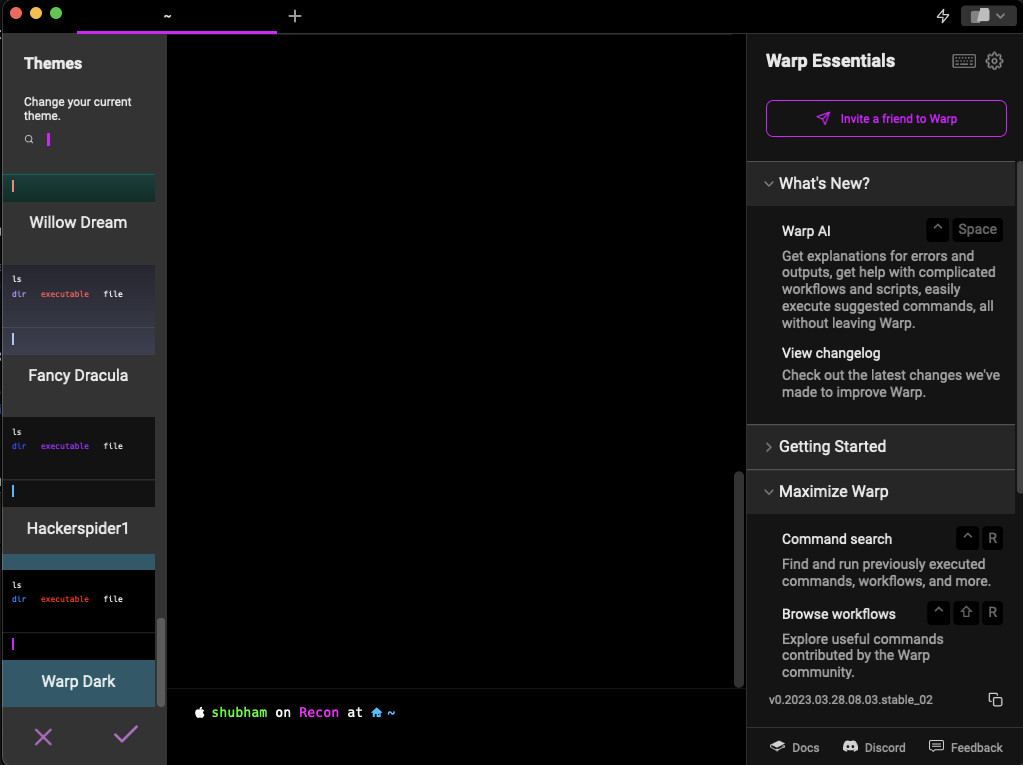 ~
Themes
Change your current
theme.
Willow Dream
ls
dir executable file
Fancy Dracula
ls
dir executable file
Hackerspider1
ls
dir executable file
Warp Dark
shubham on Recon at ~
Warp Essentials
Invite a friend to Warp
What's New?
Warp AI ^ Space
Get explanations for errors and
outputs, get help with complicated
workflows and scripts, easily
execute suggested commands, all
without leaving Warp.
View changelog
Check out the latest changes we've
made to improve Warp.
Getting Started
Maximize Warp
Command search ^ R
Find and run previously executed
commands, workflows, and more.
Browse workflows ^ ⇧ R
Explore useful commands
contributed by the Warp
community.
v0.2023.03.28.08.03.stable_02
Docs Discord Feedback